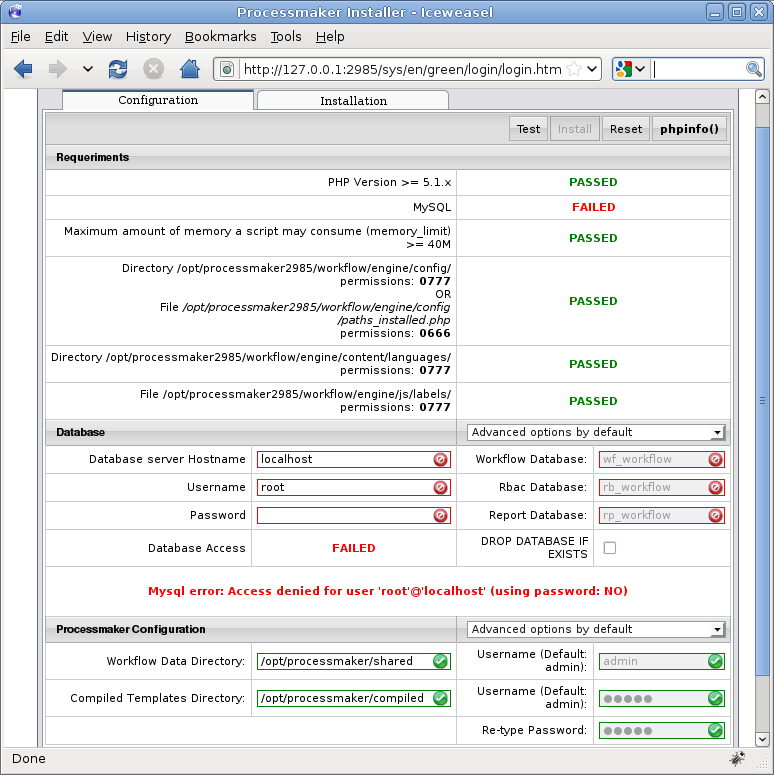 Processmaker Installer - Iceweasel
File Edit View History Bookmarks Tools Help
http://127.0.0.1:2985/sys/en/green/login/login.htm
Configuration Installation
Test Install Reset phpinfo()
Requeriments
PHP Version >= 5.1.x PASSED
MySQL FAILED
Maximum amount of memory a script may consume (memory_limit)
>= 40M
PASSED
Directory /opt/processmaker2985/workflow/engine/config/
permissions: 0777
OR
File /opt/processmaker2985/workflow/engine/config
/paths_installed.php
permissions: 0666
PASSED
Directory /opt/processmaker2985/workflow/engine/content/languages/
permissions: 0777
PASSED
File /opt/processmaker2985/workflow/engine/js/labels/
permissions: 0777
PASSED
Database Advanced options by default
Database server Hostname localhost Workflow Database: wf_workflow
Username root Rbac Database: rb_workflow
Password Report Database: rp_workflow
Database Access FAILED
DROP DATABASE IF
EXISTS
Mysql error: Access denied for user 'root'@'localhost' (using password: NO)
Processmaker Configuration Advanced options by default
Workflow Data Directory: /opt/processmaker/shared
Username (Default:
admin):
admin
Compiled Templates Directory: /opt/processmaker/compiled
Username (Default:
admin):
●●●●●
Re-type Password: ●●●●●
Done